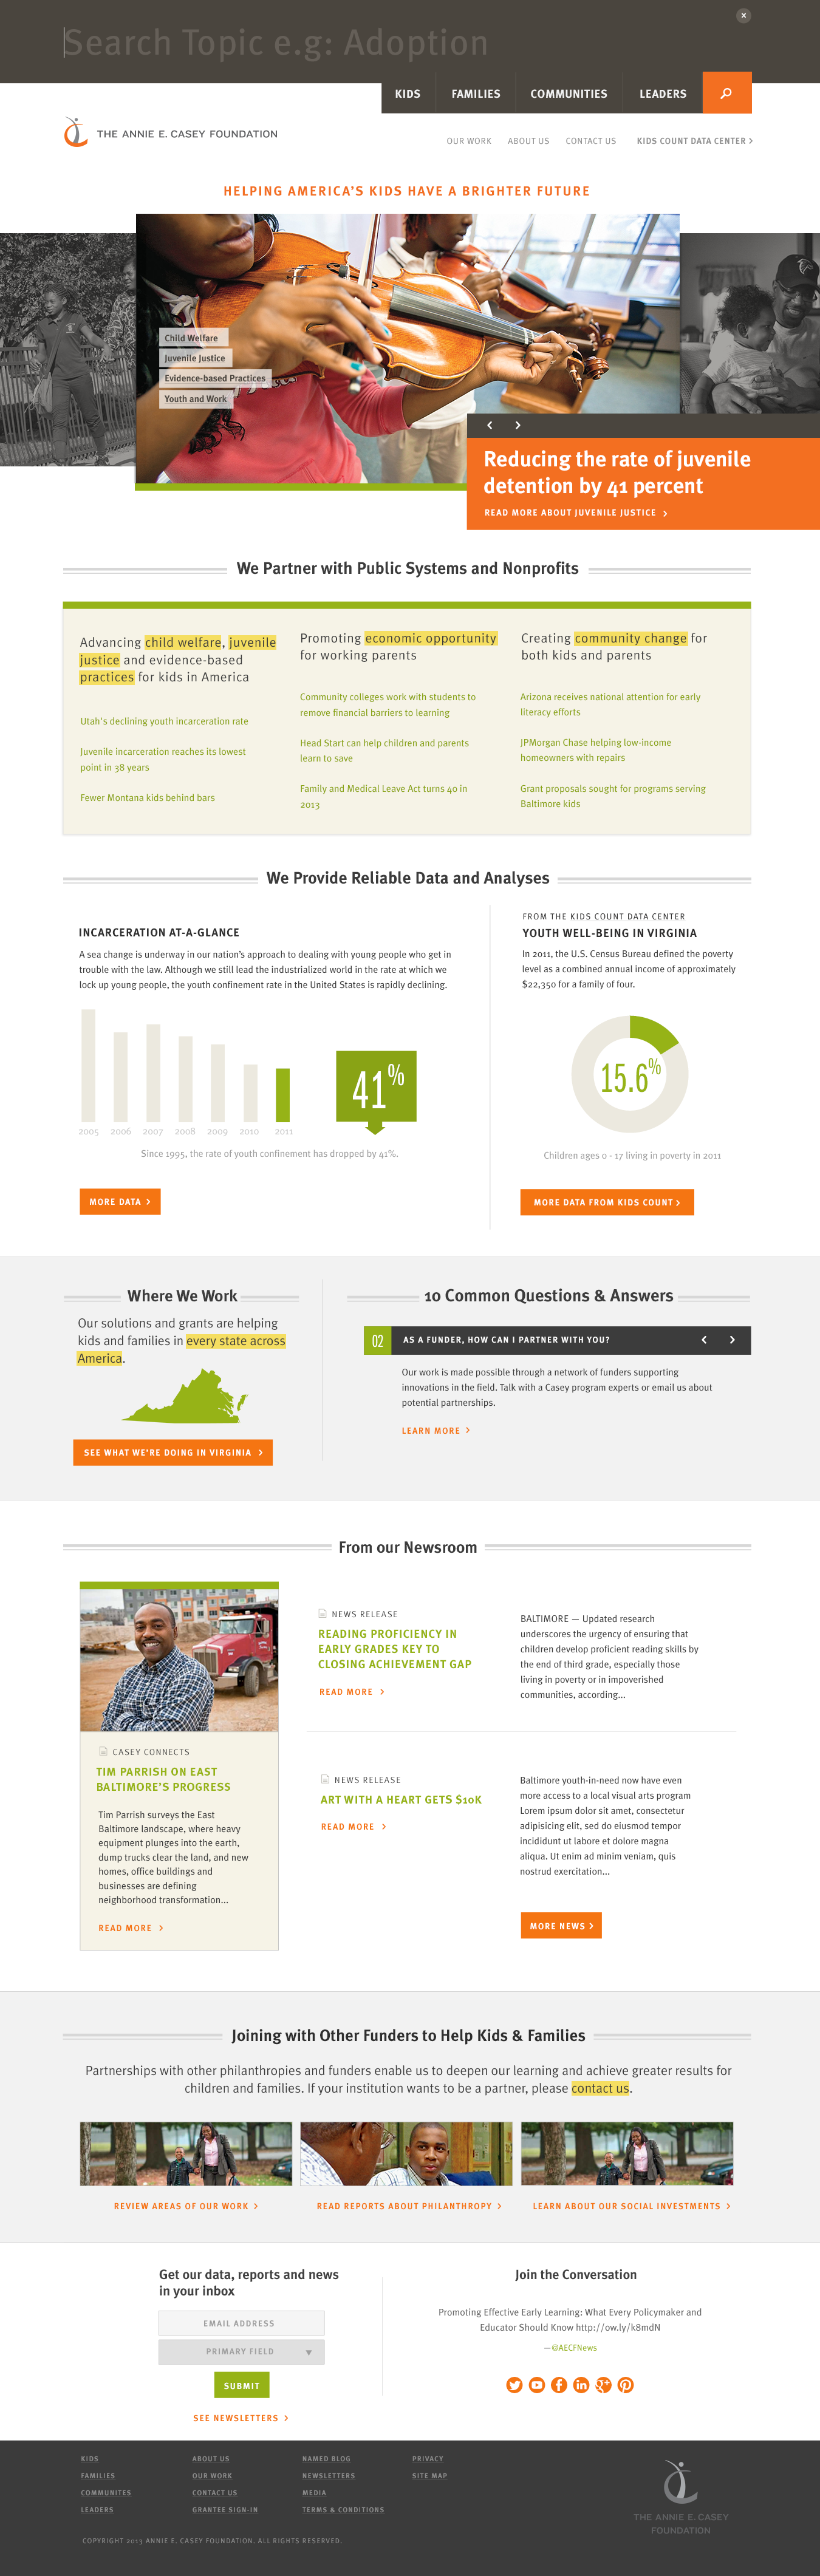 x
Search Topic e.g: Adoption
KIDS
FAMILIES
COMMUNITIES
LEADERS
THE ANNIE E. CASEY FOUNDATION
OUR WORK
ABOUT US
CONTACT US
KIDS COUNT DATA CENTER >
HELPING AMERICA'S KIDS HAVE A BRIGHTER FUTURE
Child Welfare
Juvenile Justice
Evidence-based Practices
Youth and Work
Reducing the rate of juvenile
detention by 41 percent
READ MORE ABOUT JUVENILE JUSTICE >
We Partner with Public Systems and Nonprofits
Advancing child welfare, juvenile
justice and evidence-based
practices for kids in America
Utah's declining youth incarceration rate
Juvenile incarceration reaches its lowest
point in 38 years
Fewer Montana kids behind bars
Promoting economic opportunity
for working parents
Community colleges work with students to
remove financial barriers to learning
Head Start can help children and parents
learn to save
Family and Medical Leave Act turns 40 in
2013
Creating community change for
both kids and parents
Arizona receives national attention for early
literacy efforts
JPMorgan Chase helping low-income
homeowners with repairs
Grant proposals sought for programs serving
Baltimore kids
We Provide Reliable Data and Analyses
INCARCERATION AT-A-GLANCE
A sea change is underway in our nation's approach to dealing with young people who get in
trouble with the law. Although we still lead the industrialized world in the rate at which we
lock up young people, the youth confinement rate in the United States is rapidly declining.
41%
2005 2006 2007 2008 2009 2010 2011
Since 1995, the rate of youth confinement has dropped by 41%.
MORE DATA >
FROM THE KIDS COUNT DATA CENTER
YOUTH WELL-BEING IN VIRGINIA
In 2011, the U.S. Census Bureau defined the poverty
level as a combined annual income of approximately
$22,350 for a family of four.
15.6%
Children ages 0 - 17 living in poverty in 2011
MORE DATA FROM KIDS COUNT >
Where We Work
Our solutions and grants are helping
kids and families in every state across
America.
SEE WHAT WE'RE DOING IN VIRGINIA >
10 Common Questions & Answers
02 AS A FUNDER, HOW CAN I PARTNER WITH YOU?
Our work is made possible through a network of funders supporting
innovations in the field. Talk with a Casey program experts or email us about
potential partnerships.
LEARN MORE >
From our Newsroom
CASEY CONNECTS
TIM PARRISH ON EAST
BALTIMORE'S PROGRESS
Tim Parrish surveys the East
Baltimore landscape, where heavy
equipment plunges into the earth,
dump trucks clear the land, and new
homes, office buildings and
businesses are defining
neighborhood transformation...
READ MORE >
NEWS RELEASE
READING PROFICIENCY IN
EARLY GRADES KEY TO
CLOSING ACHIEVEMENT GAP
READ MORE >
BALTIMORE — Updated research
underscores the urgency of ensuring that
children develop proficient reading skills by
the end of third grade, especially those
living in poverty or in impoverished
communities, according...
NEWS RELEASE
ART WITH A HEART GETS $10K
READ MORE >
Baltimore youth-in-need now have even
more access to a local visual arts program
Lorem ipsum dolor sit amet, consectetur
adipisicing elit, sed do eiusmod tempor
incididunt ut labore et dolore magna
aliqua. Ut enim ad minim veniam, quis
nostrud exercitation...
MORE NEWS >
Joining with Other Funders to Help Kids & Families
Partnerships with other philanthropies and funders enable us to deepen our learning and achieve greater results for
children and families. If your institution wants to be a partner, please contact us.
REVIEW AREAS OF OUR WORK >
READ REPORTS ABOUT PHILANTHROPY >
LEARN ABOUT OUR SOCIAL INVESTMENTS >
Get our data, reports and news
in your inbox
EMAIL ADDRESS
PRIMARY FIELD
SUBMIT
SEE NEWSLETTERS >
Join the Conversation
Promoting Effective Early Learning: What Every Policymaker and
Educator Should Know http://ow.ly/k8mdN
—@AECFNews
KIDS
FAMILIES
COMMUNITES
LEADERS
ABOUT US
OUR WORK
CONTACT US
GRANTEE SIGN-IN
NAMED BLOG
NEWSLETTERS
MEDIA
TERMS & CONDITIONS
PRIVACY
SITE MAP
THE ANNIE E. CASEY
FOUNDATION
COPYRIGHT 2013 ANNIE E. CASEY FOUNDATION. ALL RIGHTS RESERVED.